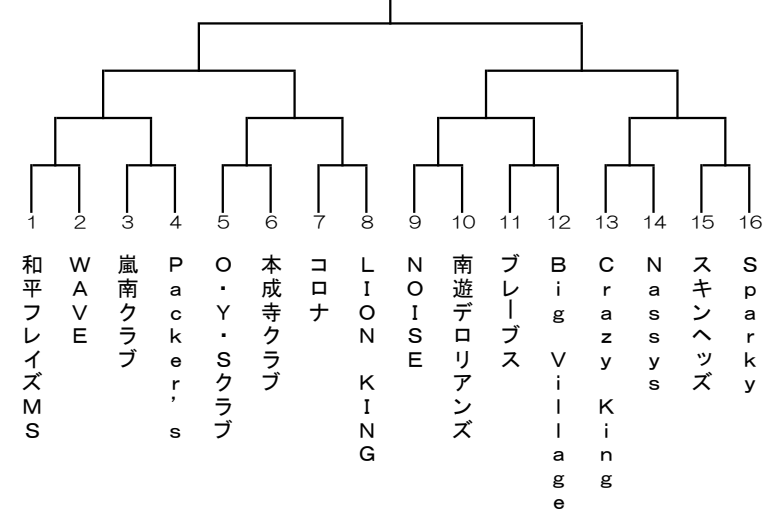 1 2 3 4 5 6 7 8 9 10 11 12 13 14 15 16
和平フレイズMS
WAVE
嵐南クラブ
Packer's
O・Y・Sクラブ
本成寺クラブ
コロナ
LION KING
NOISE
南遊デロリアンズ
ブレーブス
Big Village
Crazy King
Nassys
スキンヘッズ
Sparky